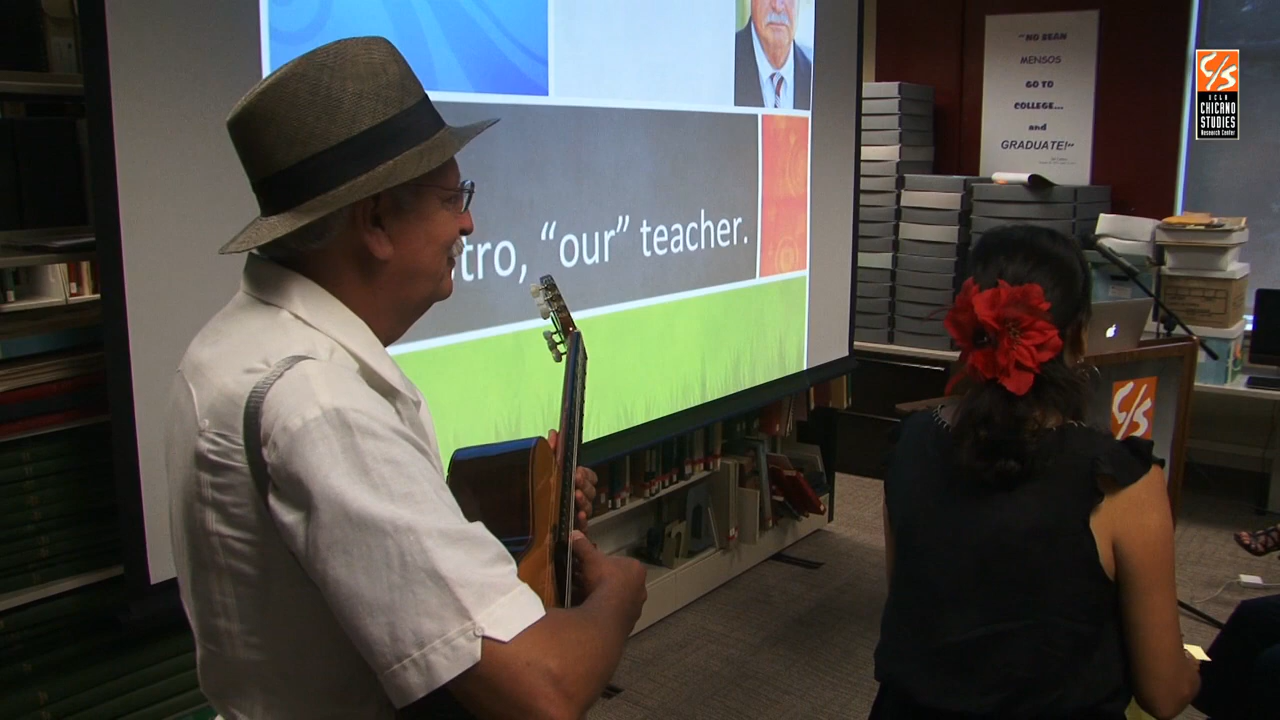 "NO SEAN
MENSOS
GO TO
COLLEGE...
and
GRADUATE!"
C/S
UCLA
CHICANO
STUDIES
Research Center
tro, "our" teacher.
C/S